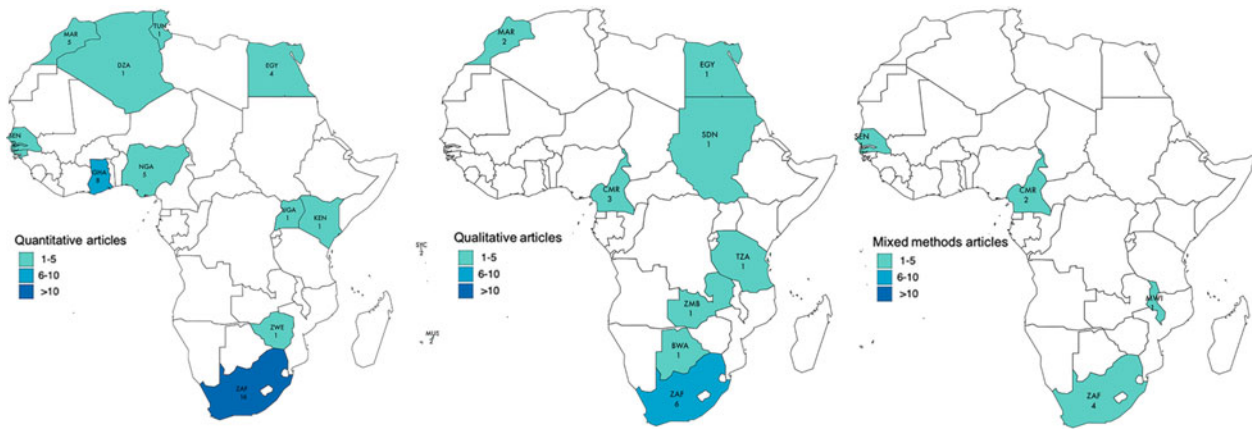 MAR
5
TUN
1
DZA
1
EGY
4
SEN
GHA
8
NGA
5
UGA
1
KEN
1
ZWE
1
ZAF
Quantitative articles
1-5
6-10
>10
SYC
2
MUS
MAR
2
EGY
1
SDN
1
CMR
3
TZA
1
ZMB
1
BWA
1
ZAF
6
Qualitative articles
1-5
6-10
>10
SEN
1
CMR
2
MWI
1
ZAF
4
Mixed methods articles
1-5
6-10
>10